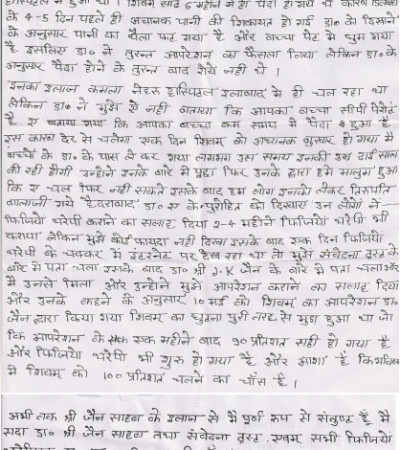 हास्पिटल में हुआ था। शिवम् साढ़े 6 महीने में ही पैदा हो गये थे कारण
के 4-5 दिन पहले ही अचानक पानी की शिकायत हो गई डा० को दिखाने
के अनुसार पानी का थैला फट गया है और बच्चा पेट में घुम गया
है इसलिए डा० ने तुरन्त आपरेशन का फैसला लिया लेकिन डा० के
अनुसार पैदा होने के तुरन्त बाद रोये नही थे।
इनका इलाज कमला नेहरु हास्पिटल इलाबाद में ही चल रहा था
लेकिन डा० ने मुझे ये नही बताया कि आपका बच्चा सीपी पेसेंट
है ये बताया गया कि आपका बच्चा कम समय में पैदा हुआ है
इस कारण देर से चलेगा एक दिन शिवम् को अचानक बुखार हो गया मैं
बच्चे के डा० के पास ले कर गया लगभग उस समय इनकी उम्र ढाई साल
की रही होगी उन्होने इनके बारे में पूछा फिर उनके द्वारा हमे मालुम हुआ
कि ये चल फिर नही सकते इसके बाद हम लोग इनको लेकर तिरुपति
बालाजी गये हैदराबाद डा० ए के पुरोहित को दिखाए उन लोगो ने
फिजियो थेरेपी कराने का सलाह दिया 2-4 महीने फिजियो थेरेपी भी
कराया लेकिन मुझे कोई फायदा नही दिखा इसके बाद एक दिन फिजियो
थेरेपी के चक्कर में इंटरनेट पर देख रहा था तो मुझे संवेदना ट्रस्ट के
बारे में पता चला इसके बाद डा० श्री J.K जैन के बारे में पता चला और
मैं उनसे मिला और उन्होने मुझे आपरेशन कराने का सलाह दिया
और उनके कहने के अनुसार 10 मई को शिवम् का आपरेशन डा०
जैन द्वारा किया गया शिवम् का घुटना पुरी तरह से मुड़ा हुआ था जो
कि आपरेशन के एक महीने बाद 90 प्रतिशत सही हो गया है
और फिजियो थेरेपी भी शुरु हो गया है और आशा है कि भविष्य
में शिवम् को 100 प्रतिशत चलने का चाँस है।
अभी तक श्री जैन साहब के इलाज से मै पूर्ण रुप से संतुष्ट हूँ मैं
सदा डा० श्री जैन साहब तथा संवेदना ट्रस्ट एवम् सभी फिजियो